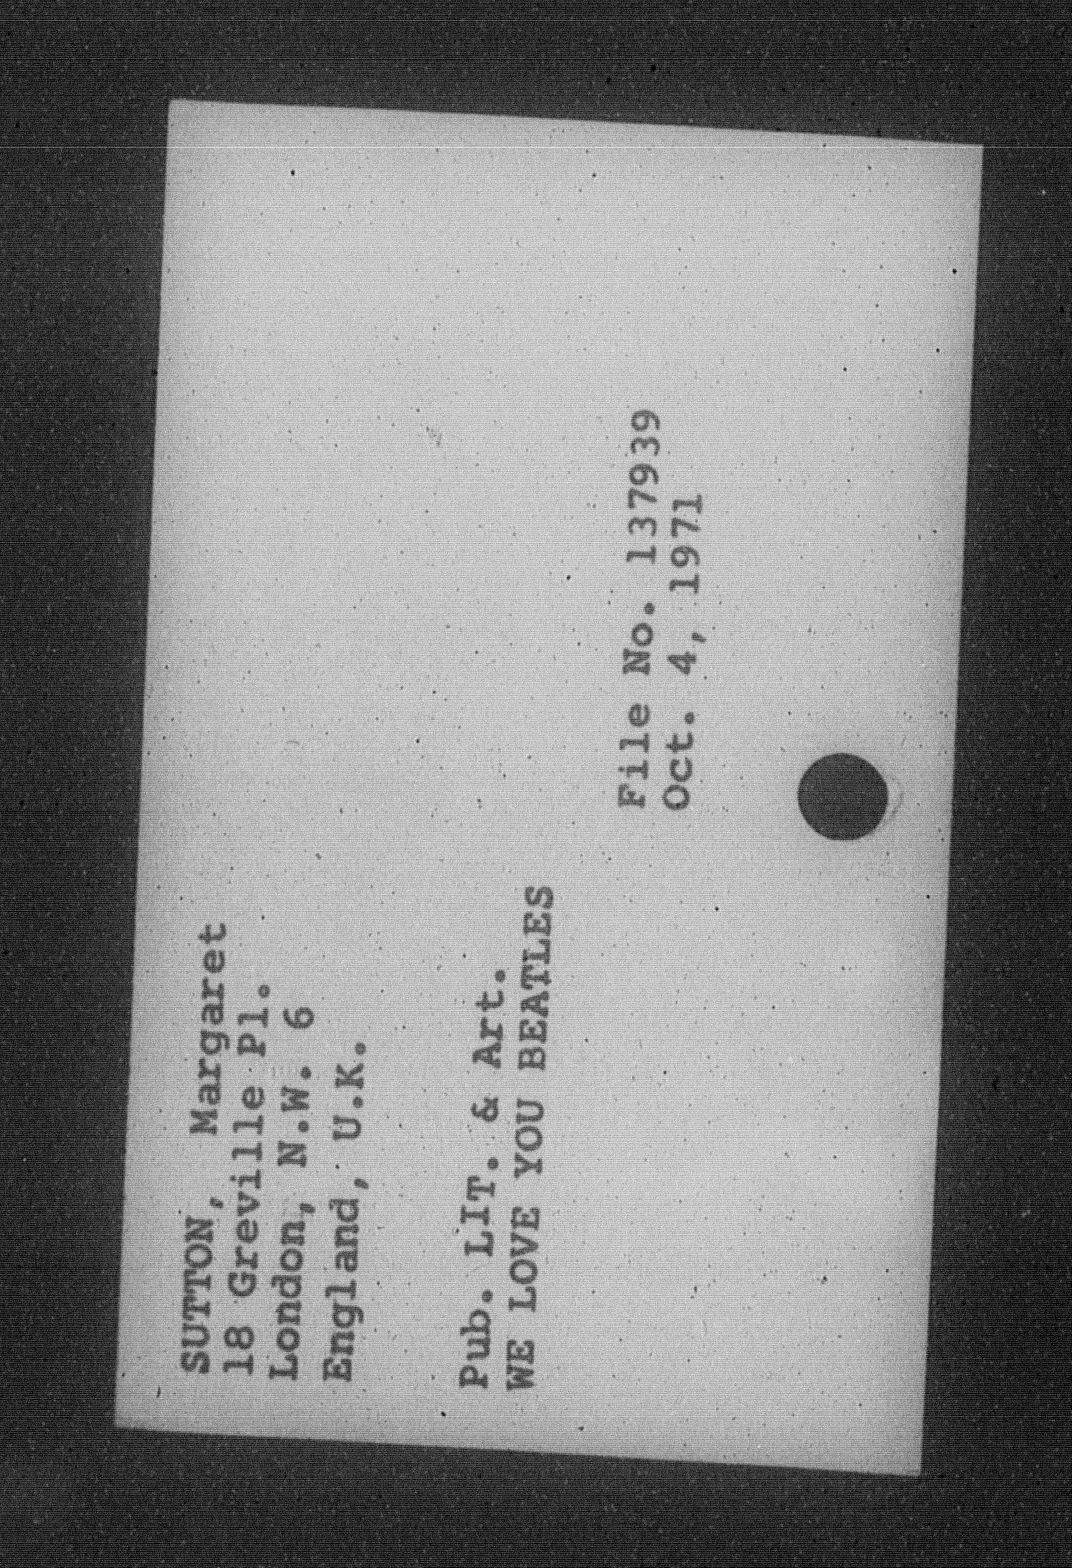 SUTTON, Margaret
18 Greville Pl.
London, N.W. 6
England, U.K.
Pub. LIT. & Art.
WE LOVE YOU BEATLES
File No. 137939
Oct. 4, 1971